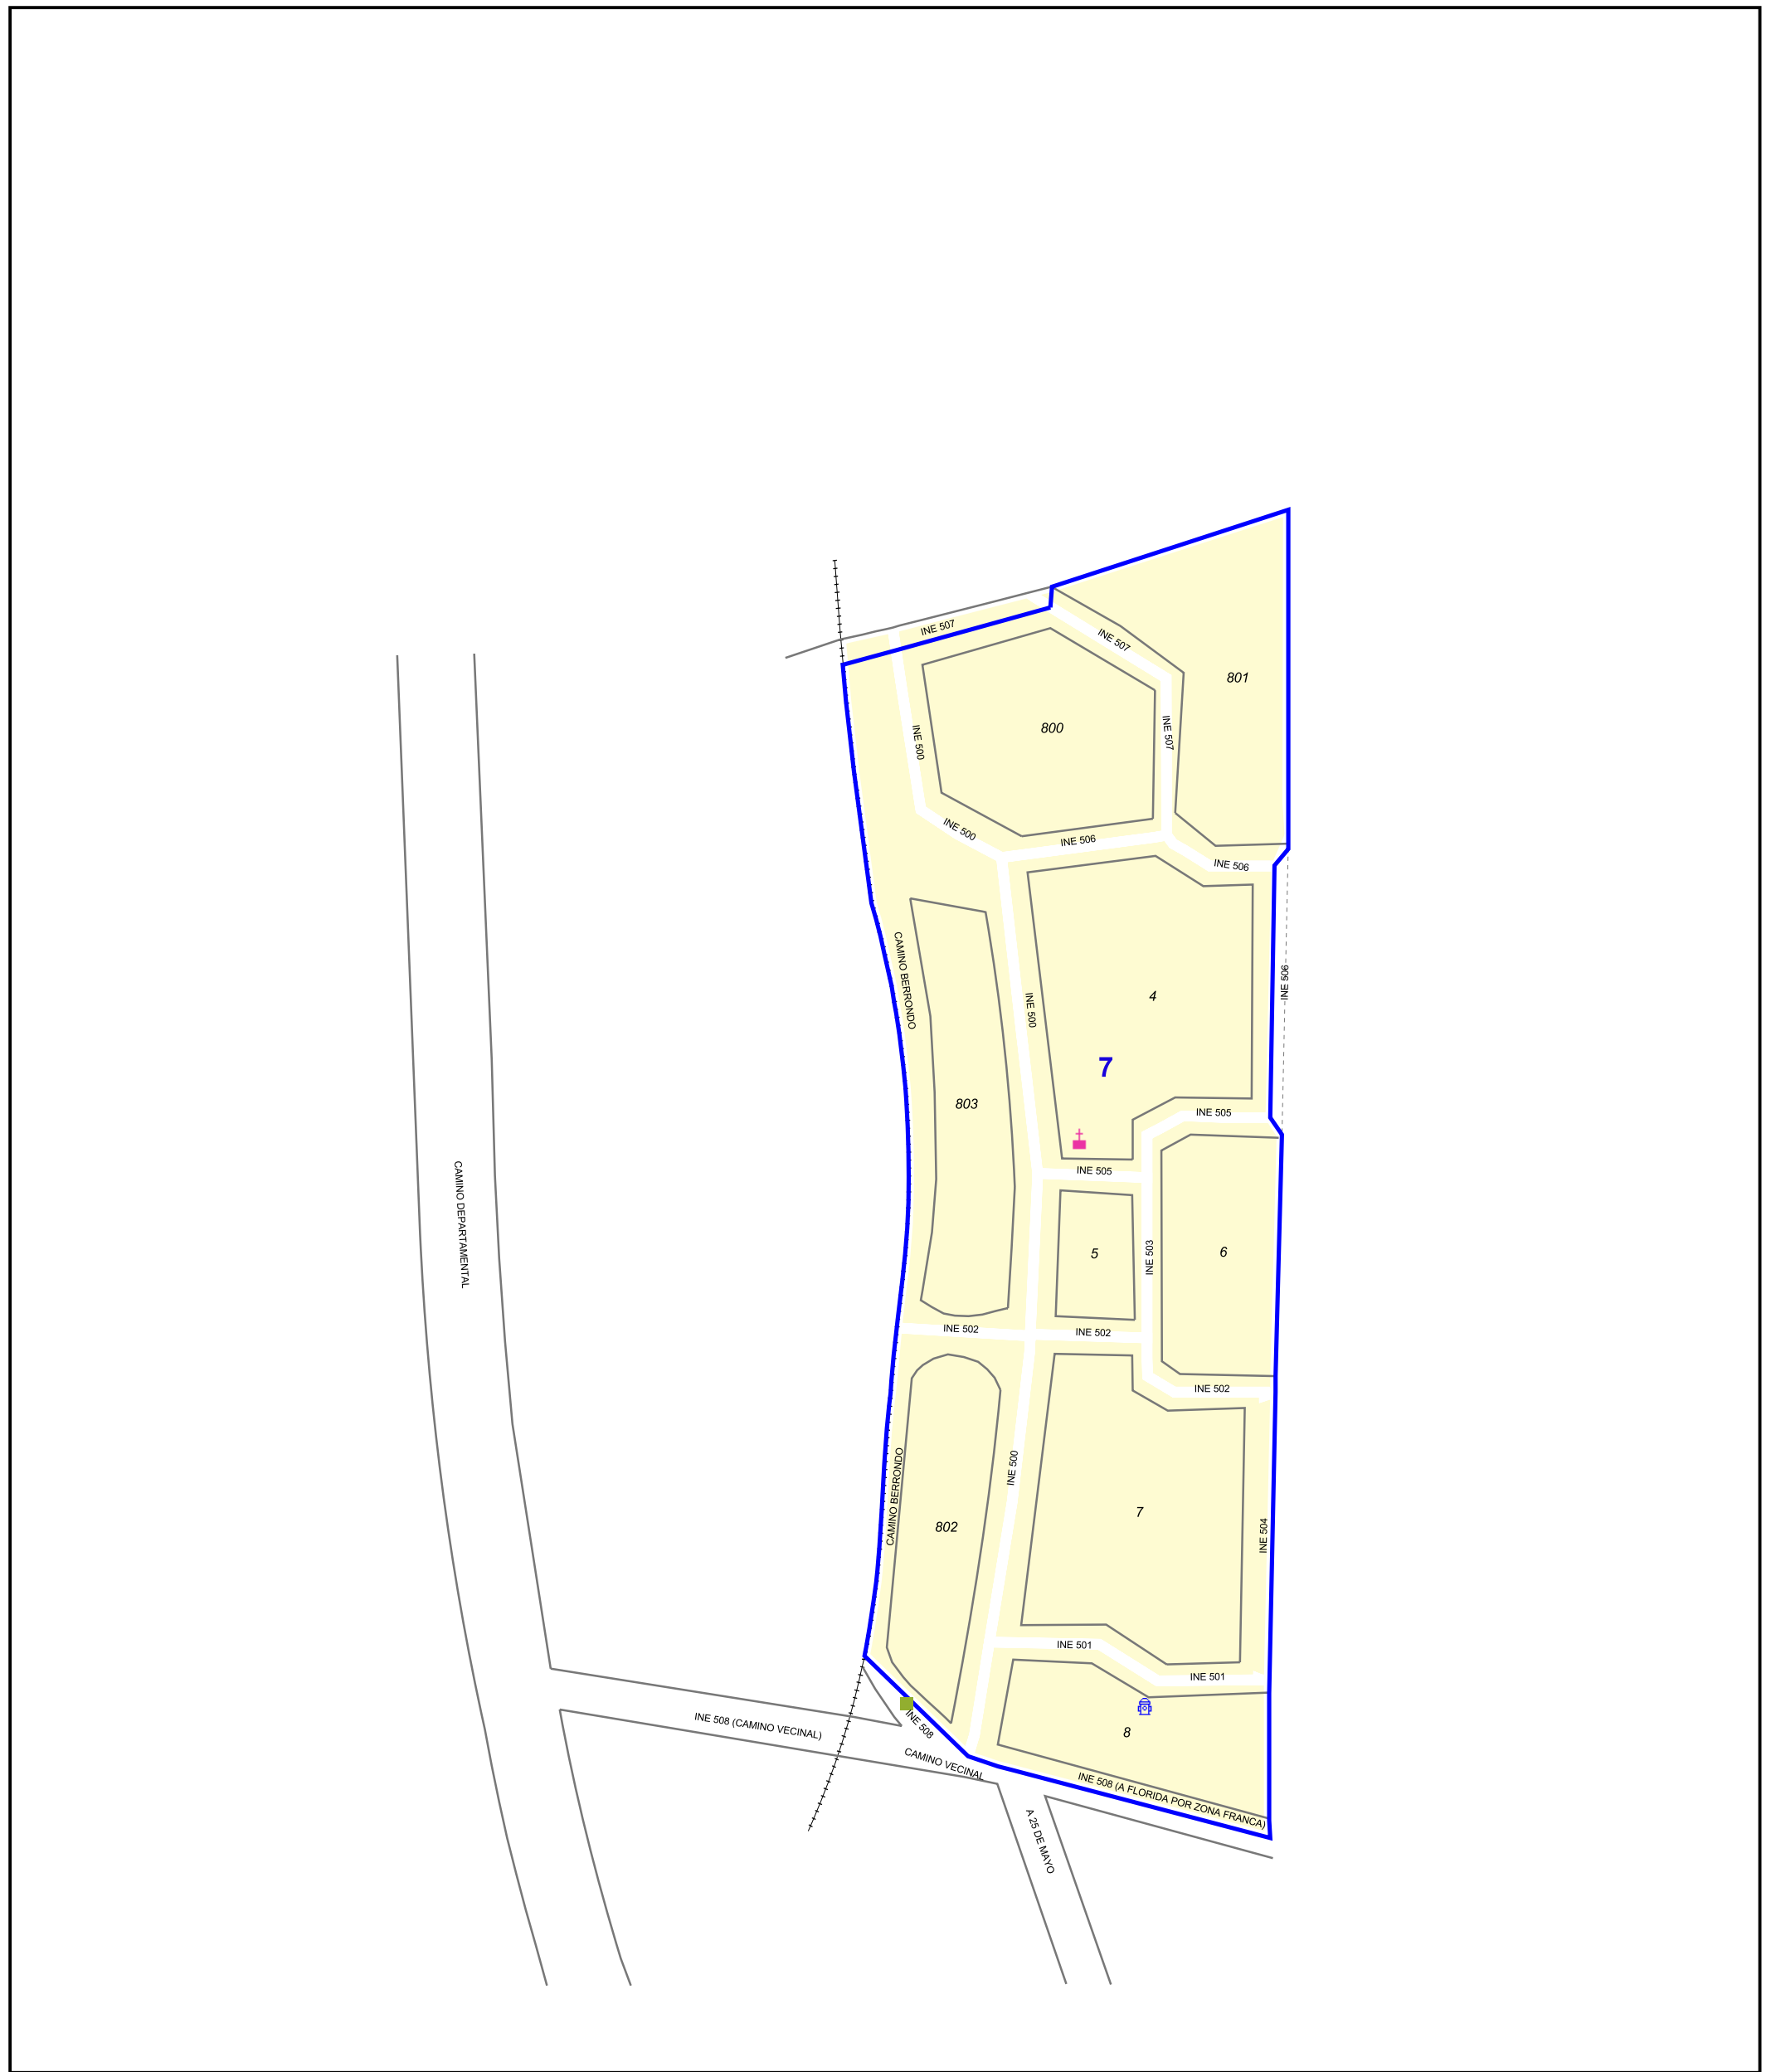 INE 507
INE 507
801
INE 507
800
INE 500
INE 500
INE 506
INE 506
CAMINO BERRONDO
INE 506
4
INE 500
7
803
INE 505
INE 505
CAMINO DEPARTAMENTAL
5
INE 503
6
INE 502
INE 502
INE 502
INE 500
CAMINO BERRONDO
7
802
INE 504
INE 501
INE 501
INE 508
INE 508 (CAMINO VECINAL)
8
CAMINO VECINAL
INE 508 (A FLORIDA POR ZONA FRANCA)
A 25 DE MAYO